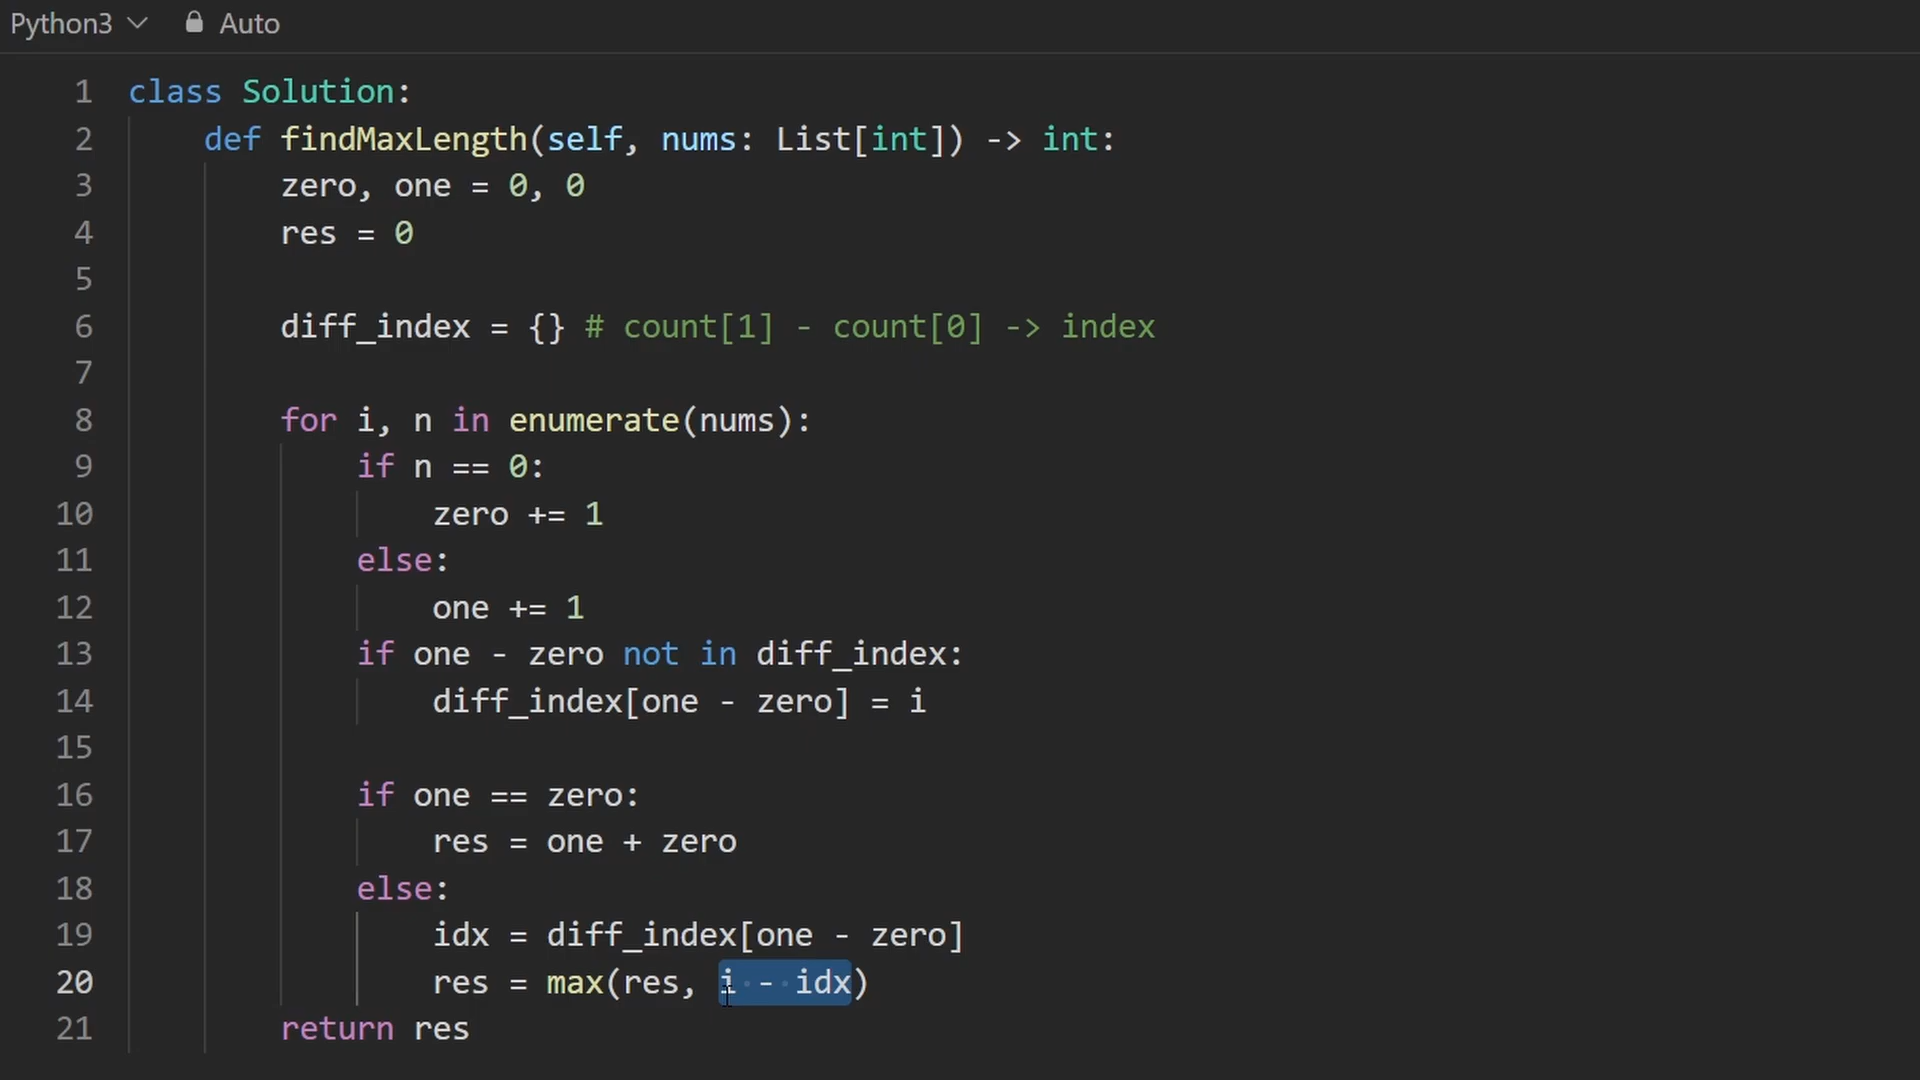 Python3 Auto
1 class Solution:
2 def findMaxLength(self, nums: List[int]) -> int:
3 zero, one = 0, 0
4 res = 0
5
6 diff_index = {} # count[1] - count[0] -> index
7
8 for i, n in enumerate(nums):
9 if n == 0:
10 zero += 1
11 else:
12 one += 1
13 if one - zero not in diff_index:
14 diff_index[one - zero] = i
15
16 if one == zero:
17 res = one + zero
18 else:
19 idx = diff_index[one - zero]
20 res = max(res, i - idx)
21 return res